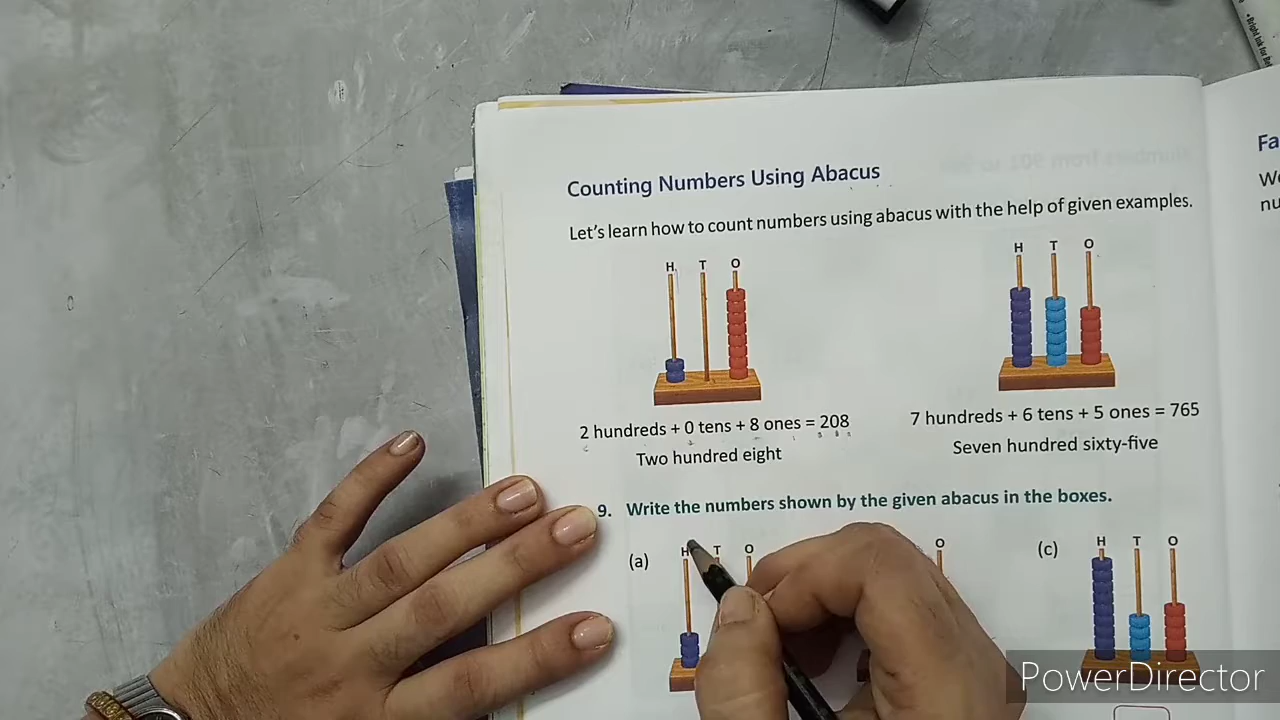 Counting Numbers Using Abacus
Let's learn how to count numbers using abacus with the help of given examples.
H T O
H T O
2 hundreds + 0 tens + 8 ones = 208
7 hundreds + 6 tens + 5 ones = 765
Two hundred eight
Seven hundred sixty-five
9. Write the numbers shown by the given abacus in the boxes.
(a) H T O
O
(c) H T O
PowerDirector